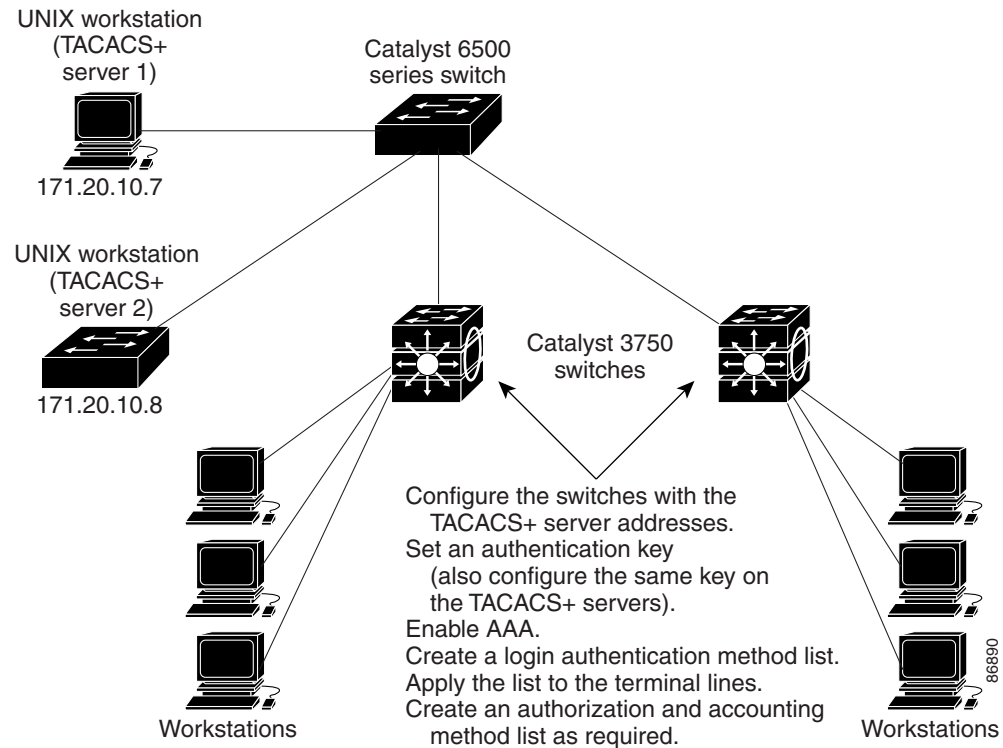 UNIX workstation
(TACACS+
server 1)
Catalyst 6500
series switch
171.20.10.7
UNIX workstation
(TACACS+
server 2)
171.20.10.8
Catalyst 3750
switches
Configure the switches with the
TACACS+ server addresses.
Set an authentication key
(also configure the same key on
the TACACS+ servers).
Enable AAA.
Create a login authentication method list.
Apply the list to the terminal lines.
Create an authorization and accounting
method list as required.
Workstations
Workstations
86890